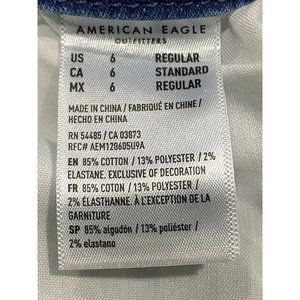 AMERICAN EAGLE
OUTFITTERS
US 6 REGULAR
CA 6 STANDARD
MX 6 REGULAR
MADE IN CHINA / FABRIQUÉ EN CHINE /
HECHO EN CHINA
RN 54485 / CA 03873
RFC# AEM120605U9A
EN 85% COTTON / 13% POLYESTER / 2%
ELASTANE, EXCLUSIVE OF DECORATION
FR 85% COTON / 13% POLYESTER /
2% ÉLASTHANNE, À L'EXCEPTION DE LA
GARNITURE
SP 85% algodón / 13% poliéster /
2% elastano